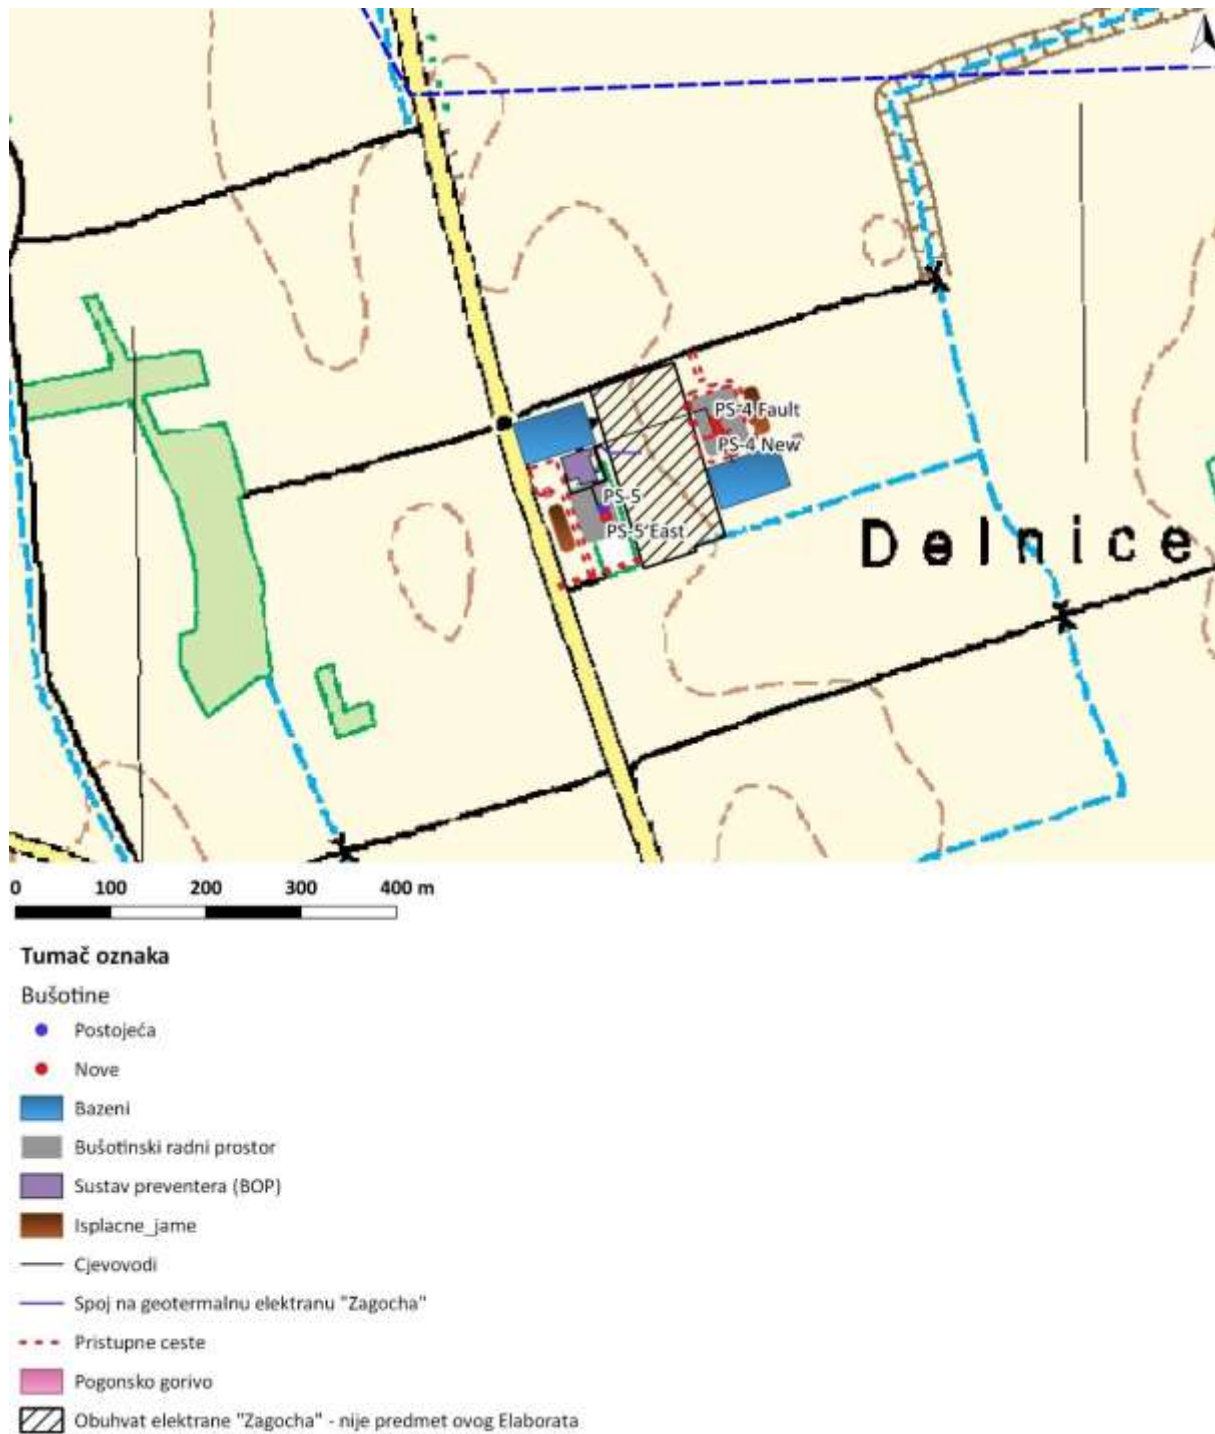 PS-4 Fault
PS-4 New
PS-5
PS-5 East
Delnice
0 100 200 300 400 m
Tumač oznaka
Bušotine
Postojeća
Nove
Bazeni
Bušotinski radni prostor
Sustav preventera (BOP)
Isplacne_jame
Cjevovodi
Spoj na geotermalnu elektranu "Zagocha"
Pristupne ceste
Pogonsko gorivo
Obuhvat elektrane "Zagocha" - nije predmet ovog Elaborata